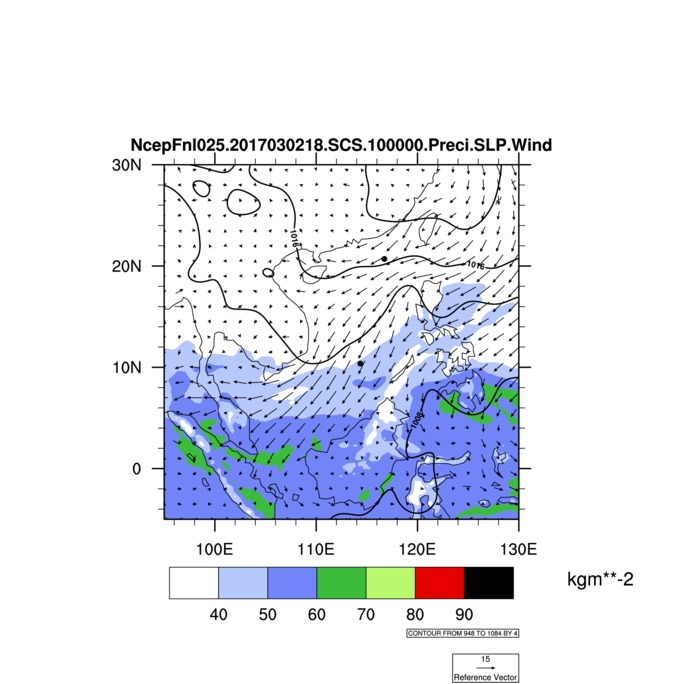 NcepFnl025.2017030218.SCS.100000.Preci.SLP.Wind
30N
1016
20N
1016
10N
1008
0
100E 110E 120E 130E
kgm**-2
40 50 60 70 80 90
CONTOUR FROM 948 TO 1084 BY 4
15
Reference Vector